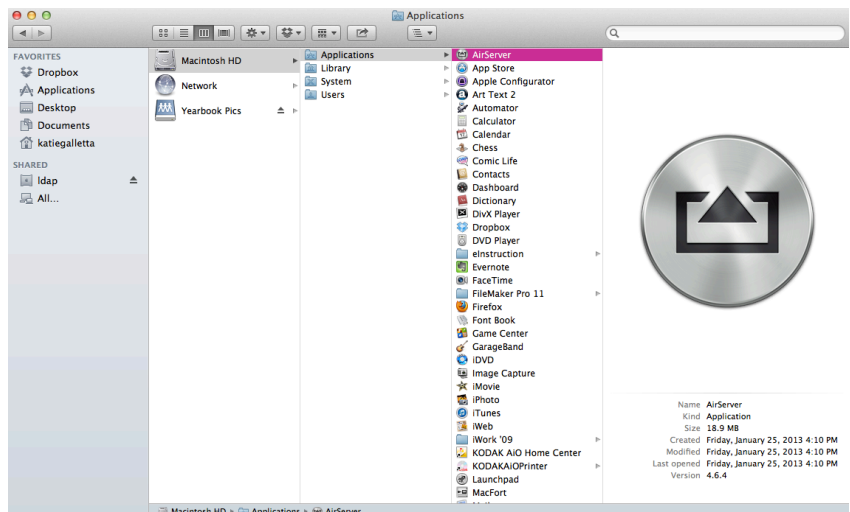 Applications
FAVORITES
Dropbox
Applications
Desktop
Documents
katiegalletta
SHARED
ldap
All...
Macintosh HD
Network
Yearbook Pics
Applications
Library
System
Users
AirServer
App Store
Apple Configurator
Art Text 2
Automator
Calculator
Calendar
Chess
Comic Life
Contacts
Dashboard
Dictionary
DivX Player
Dropbox
DVD Player
eInstruction
Evernote
FaceTime
FileMaker Pro 11
Firefox
Font Book
Game Center
GarageBand
iDVD
Image Capture
iMovie
iPhoto
iTunes
iWeb
iWork '09
KODAK AiO Home Center
KODAKAiOPrinter
Launchpad
MacFort
Name AirServer
Kind Application
Size 18.9 MB
Created Friday, January 25, 2013 4:10 PM
Modified Friday, January 25, 2013 4:10 PM
Last opened Friday, January 25, 2013 4:10 PM
Version 4.6.4
Macintosh HD ▸ Applications ▸ AirServer